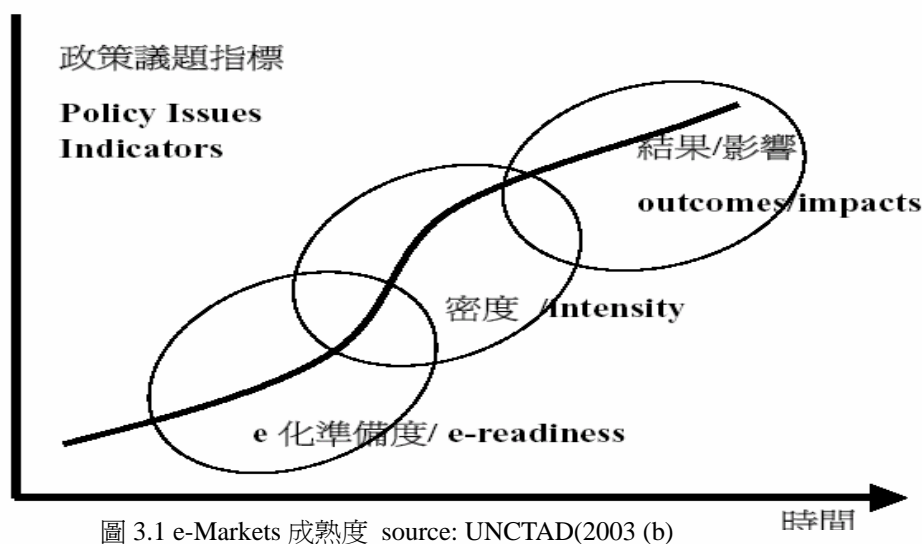 政策議題指標
Policy Issues
Indicators
結果/影響
outcomes/impacts
密度 /Intensity
e 化準備度/ e-readiness
時間
圖 3.1 e-Markets 成熟度 source: UNCTAD(2003 (b)